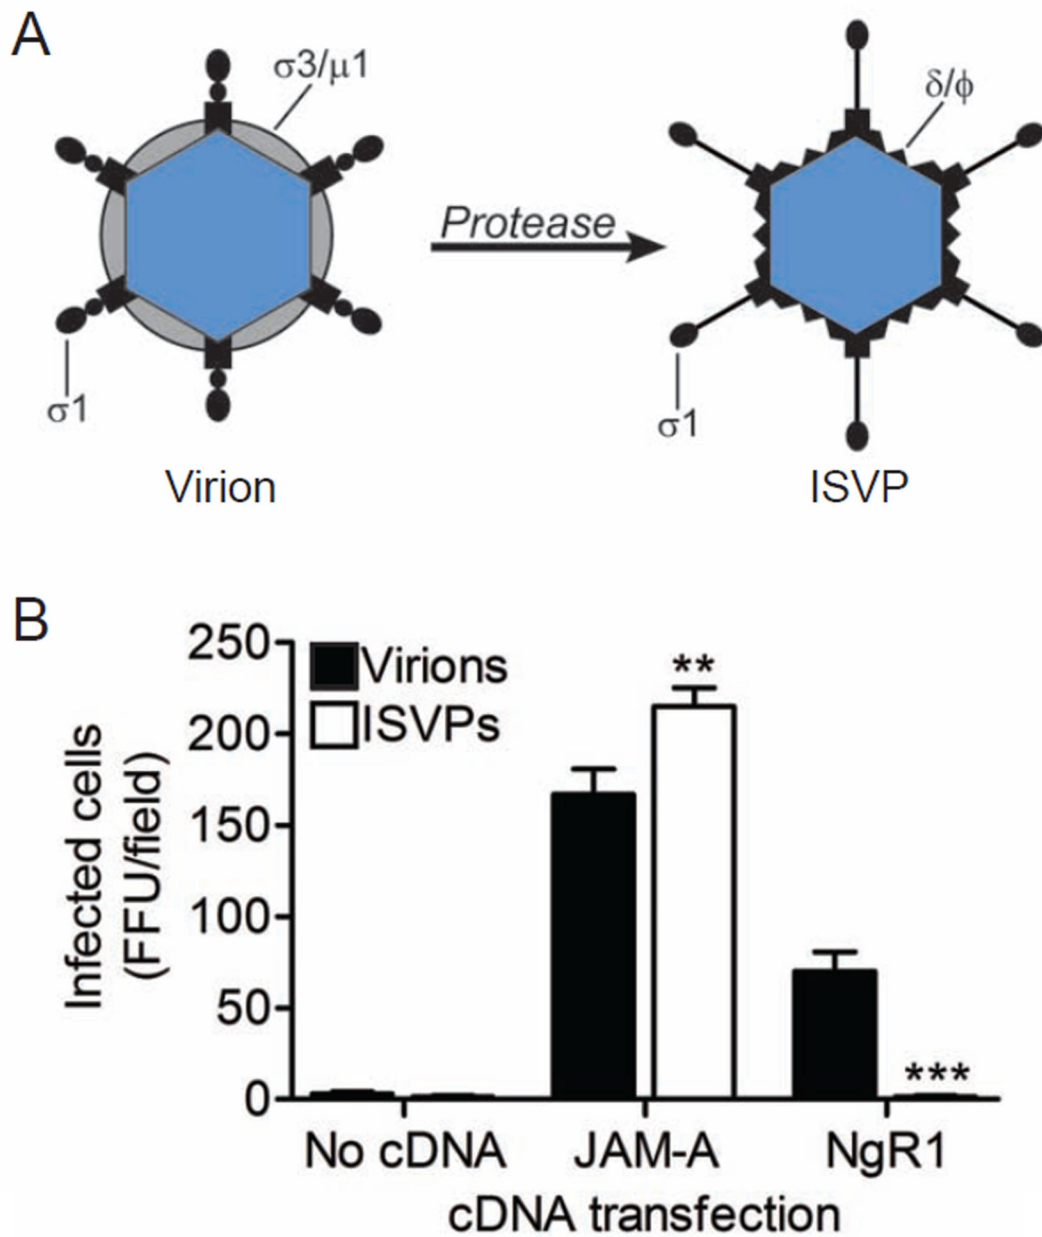 A
σ3/μ1
δ/ϕ
Protease
σ1
σ1
Virion
ISVP
B
Infected cells
(FFU/field)
250
200
150
100
50
0
Virions
ISVPs
**
***
No cDNA
JAM-A
NgR1
cDNA transfection